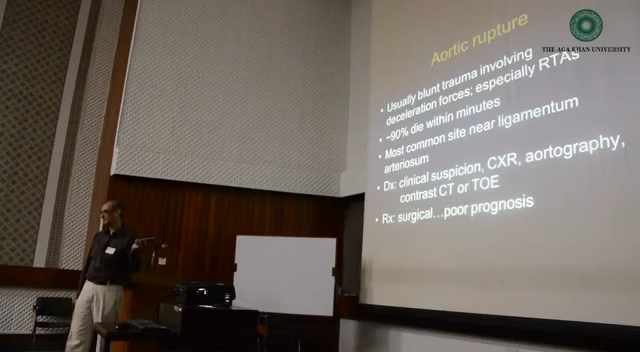 THE AGA KHAN UNIVERSITY
Aortic rupture
• Usually blunt trauma involving
deceleration forces; especially RTAs
• ~90% die within minutes
• Most common site near ligamentum
arteriosum
• Dx: clinical suspicion, CXR, aortography,
contrast CT or TOE
• Rx: surgical...poor prognosis